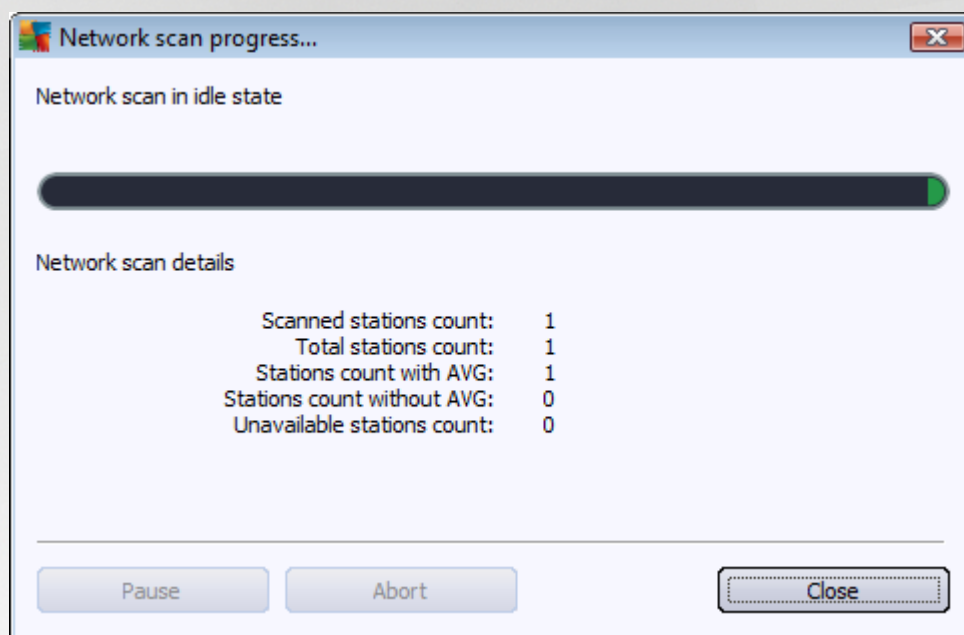 Network scan progress...
Network scan in idle state
Network scan details
Scanned stations count: 1
Total stations count: 1
Stations count with AVG: 1
Stations count without AVG: 0
Unavailable stations count: 0
Pause Abort Close